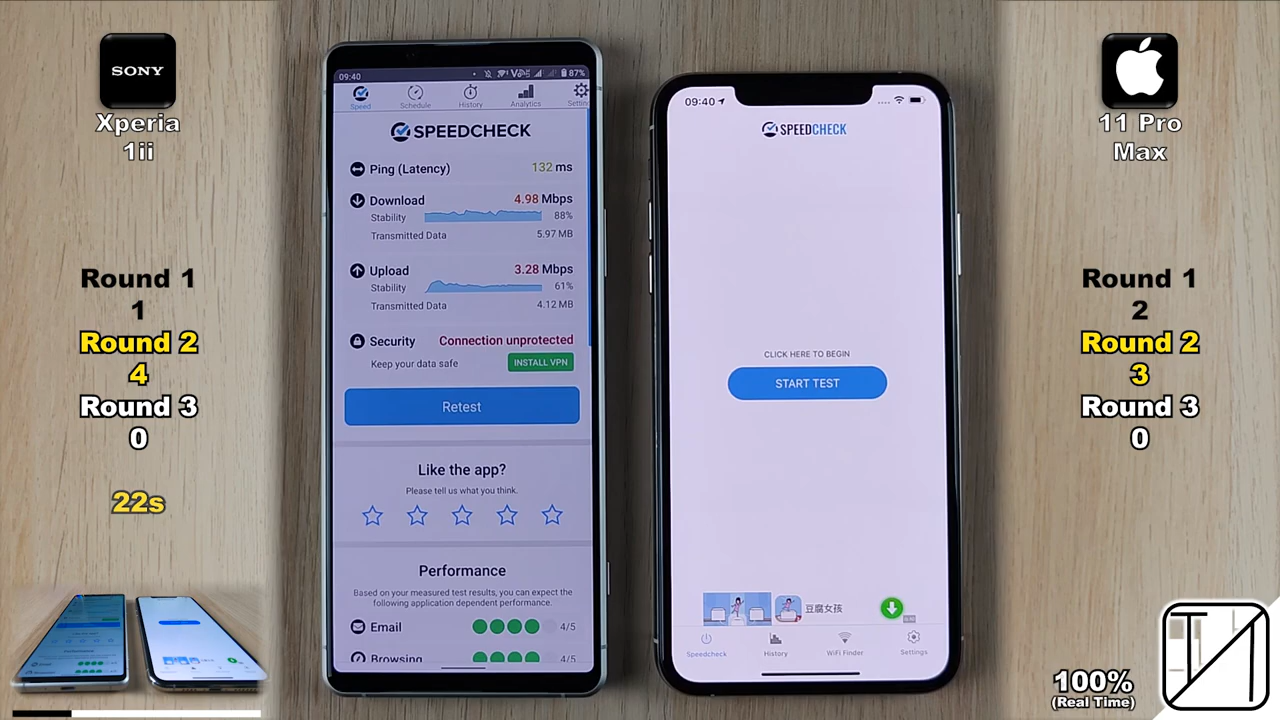 SONY
Xperia
1ii
Round 1
1
Round 2
4
Round 3
0
22s
09:40
87%
Speed
Schedule
History
Analytics
Settin
SPEEDCHECK
Ping (Latency)
132 ms
Download
4.98 Mbps
Stability
88%
Transmitted Data
5.97 MB
Upload
3.28 Mbps
Stability
61%
Transmitted Data
4.12 MB
Security
Connection unprotected
Keep your data safe
INSTALL VPN
Retest
Like the app?
Please tell us what you think.
Performance
Based on your measured test results, you can expect the
following application dependent performance.
Email
4/5
Browsing
4/5
09:40
SPEEDCHECK
CLICK HERE TO BEGIN
START TEST
豆腐女孩
Speedcheck
History
WiFi Finder
Settings
11 Pro
Max
Round 1
2
Round 2
3
Round 3
0
100%
(Real Time)